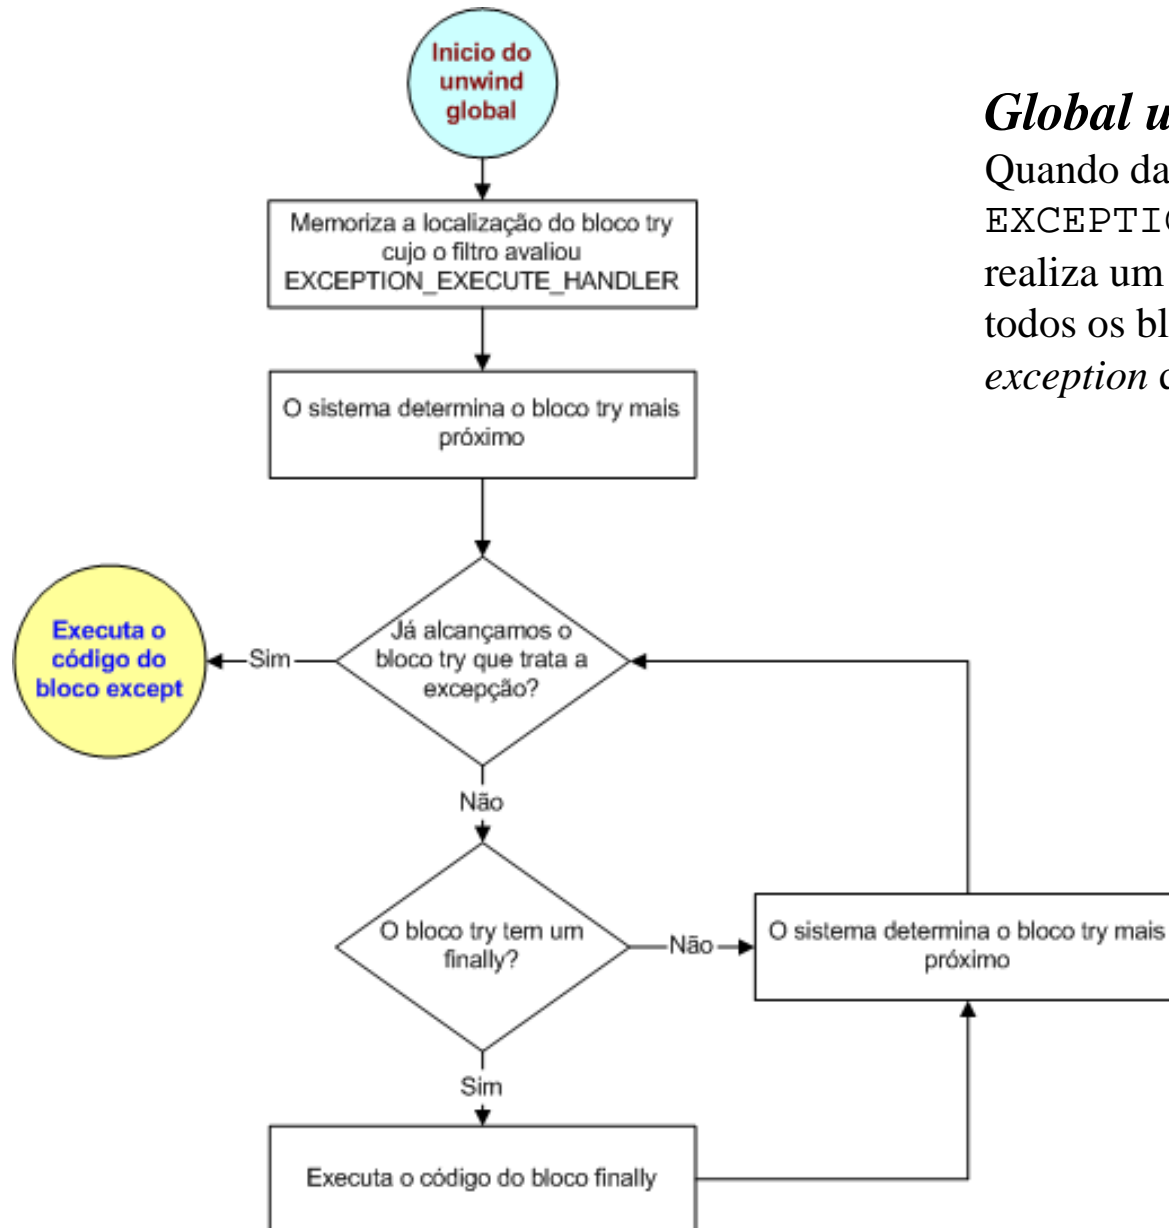 Inicio do
unwind
global
Memoriza a localização do bloco try
cujo o filtro avaliou
EXCEPTION_EXECUTE_HANDLER
O sistema determina o bloco try mais
próximo
Já alcançamos o
bloco try que trata a
excepção?
Sim
Executa o
código do
bloco except
Não
O bloco try tem um
finally?
Não
O sistema determina o bloco try mais
próximo
Sim
Executa o código do bloco finally
Global
Quando da
realiza um
todos os
exception